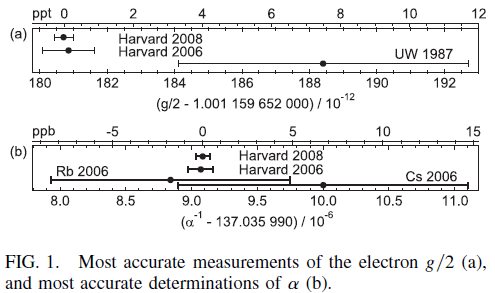 ppt 0 2 4 6 8 10 12
(a) Harvard 2008
Harvard 2006
UW 1987
180 182 184 186 188 190 192
(g/2 - 1.001 159 652 000) / 10⁻¹²
ppb -5 0 5 10 15
(b) Harvard 2008
Rb 2006 Harvard 2006
Cs 2006
8.0 8.5 9.0 9.5 10.0 10.5 11.0
(α⁻¹ - 137.035 990) / 10⁻⁶
FIG. 1. Most accurate measurements of the electron g/2 (a),
and most accurate determinations of α (b).